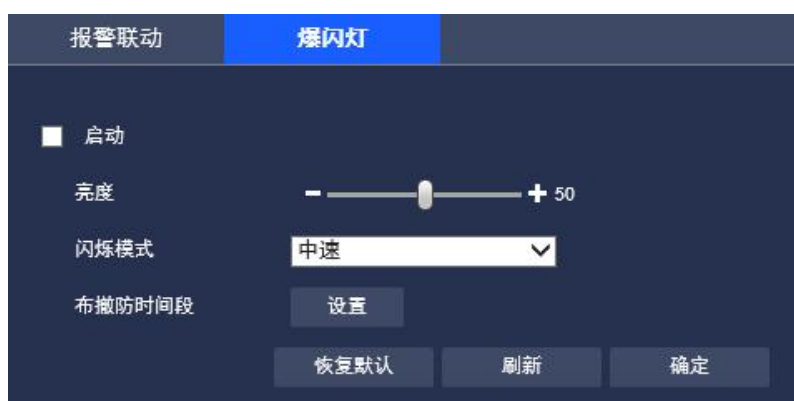 报警联动 爆闪灯
启动
亮度 50
闪烁模式 中速
布撤防时间段 设置
恢复默认 刷新 确定